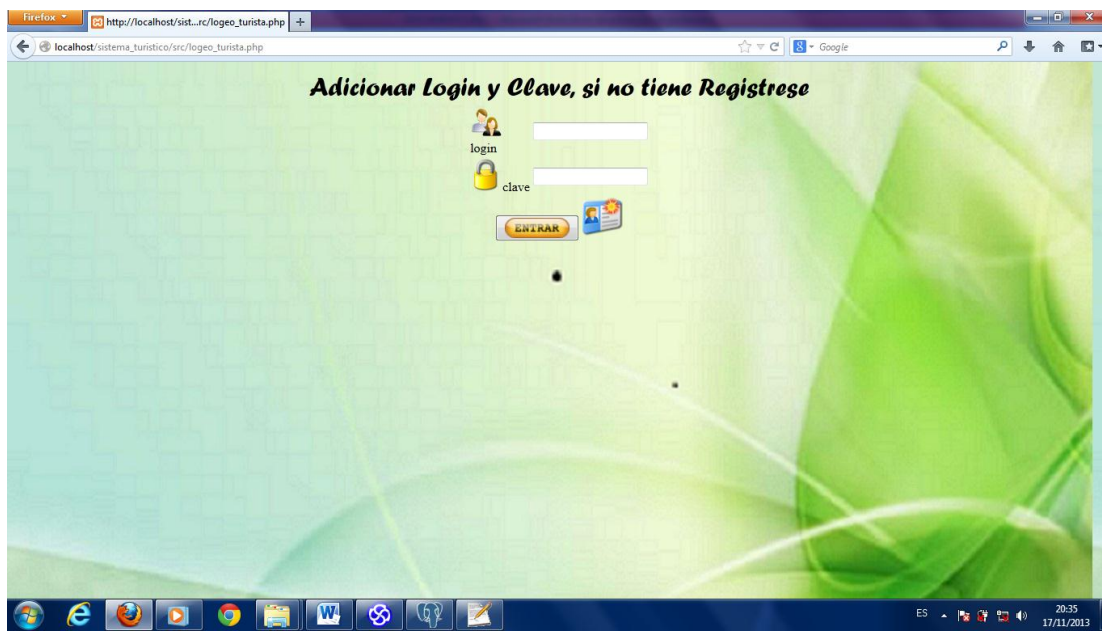 Firefox
http://localhost/sist...rc/logeo_turista.php
localhost/sistema_turistico/src/logeo_turista.php
Google
Adicionar Login y Clave, si no tiene Registrese
login
clave
ENTRAR
ES
20:35
17/11/2013